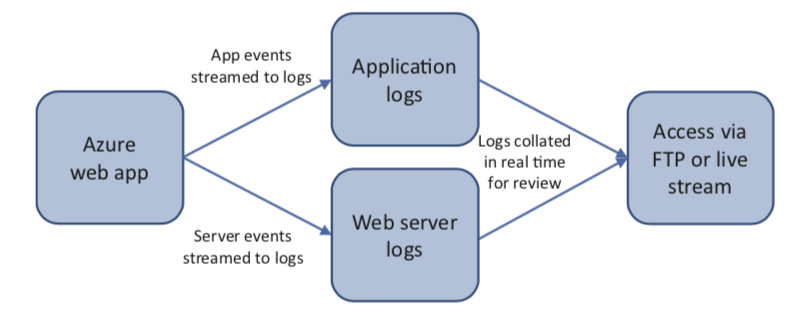 Azure
web app
App events
streamed to logs
Server events
streamed to logs
Application
logs
Web server
logs
Logs collated
in real time
for review
Access via
FTP or live
stream